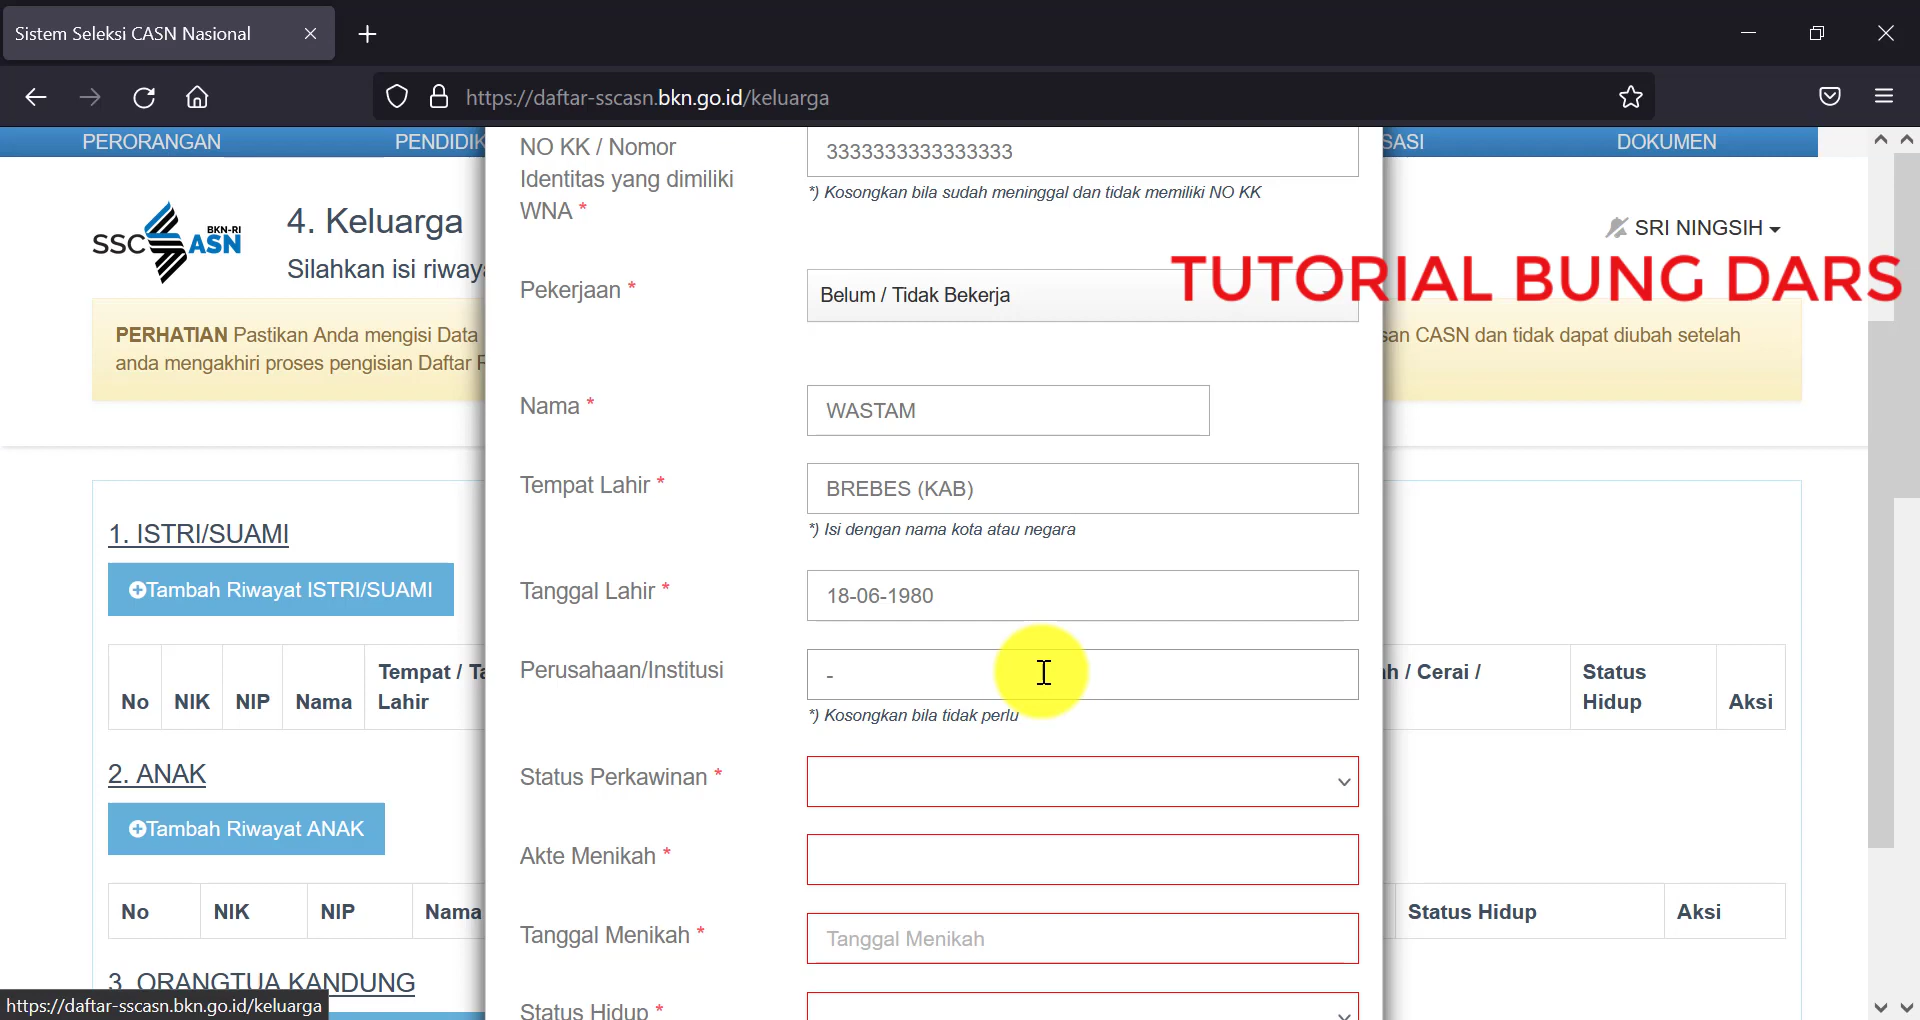 Sistem Seleksi CASN Nasional
https://daftar-sscasn.bkn.go.id/keluarga
PERORANGAN
PENDIDIK
SASI
DOKUMEN
SSC ASN
BKN-RI
4. Keluarga
Silahkan isi riway
SRI NINGSIH
TUTORIAL BUNG DARS
PERHATIAN Pastikan Anda mengisi Data
san CASN dan tidak dapat diubah setelah
anda mengakhiri proses pengisian Daftar
NO KK / Nomor
Identitas yang dimiliki
WNA *
3333333333333333
*) Kosongkan bila sudah meninggal dan tidak memiliki NO KK
Pekerjaan *
Belum / Tidak Bekerja
Nama *
WASTAM
Tempat Lahir *
BREBES (KAB)
*) Isi dengan nama kota atau negara
Tanggal Lahir *
18-06-1980
Perusahaan/Institusi
-
*) Kosongkan bila tidak perlu
Status Perkawinan *
Akte Menikah *
Tanggal Menikah *
Tanggal Menikah
Status Hidup *
1. ISTRI/SUAMI
Tambah Riwayat ISTRI/SUAMI
No
NIK
NIP
Nama
Tempat / Ta
Lahir
ah / Cerai /
Status
Hidup
Aksi
2. ANAK
Tambah Riwayat ANAK
No
NIK
NIP
Nama
Status Hidup
Aksi
3. ORANGTUA KANDUNG
https://daftar-sscasn.bkn.go.id/keluarga